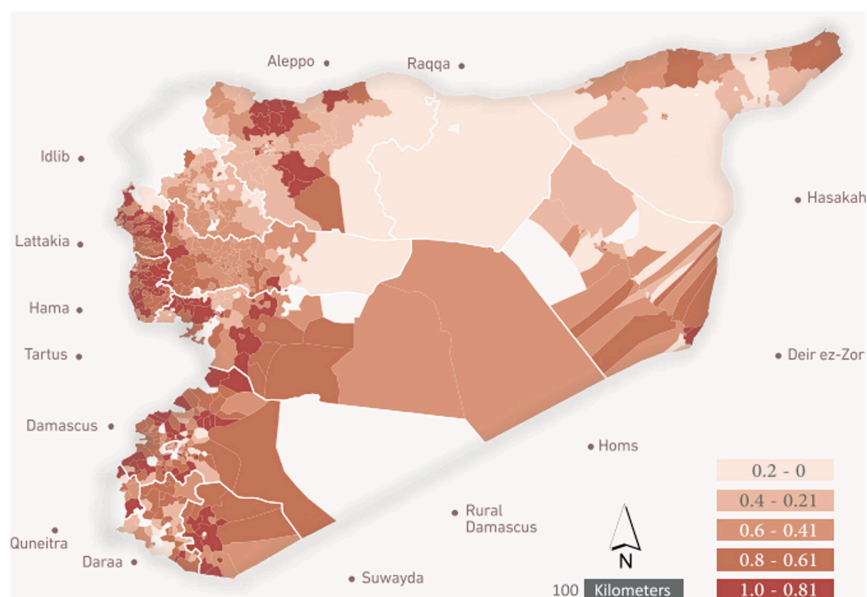 Aleppo
Raqqa
Idlib
Hasakah
Lattakia
Hama
Tartus
Deir ez-Zor
Damascus
Homs
0.2 - 0
0.4 - 0.21
Rural
Damascus
0.6 - 0.41
Quneitra
N
0.8 - 0.61
Daraa
Suwayda
100 Kilometers
1.0 - 0.81